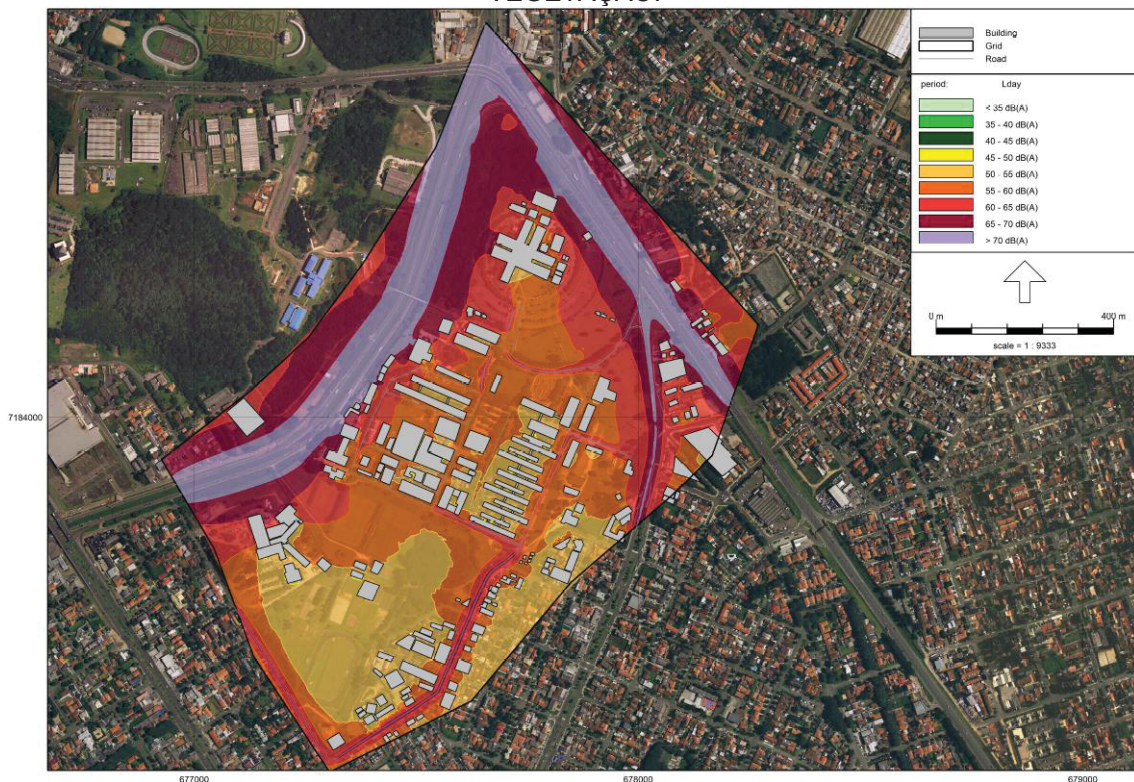 VEGETAÇÃO.
Building
Grid
Road
period: Lday
< 35 dB(A)
35 - 40 dB(A)
40 - 45 dB(A)
45 - 50 dB(A)
50 - 55 dB(A)
55 - 60 dB(A)
60 - 65 dB(A)
65 - 70 dB(A)
> 70 dB(A)
0 m 400 m
scale = 1 : 9333
7184000
677000 678000 679000